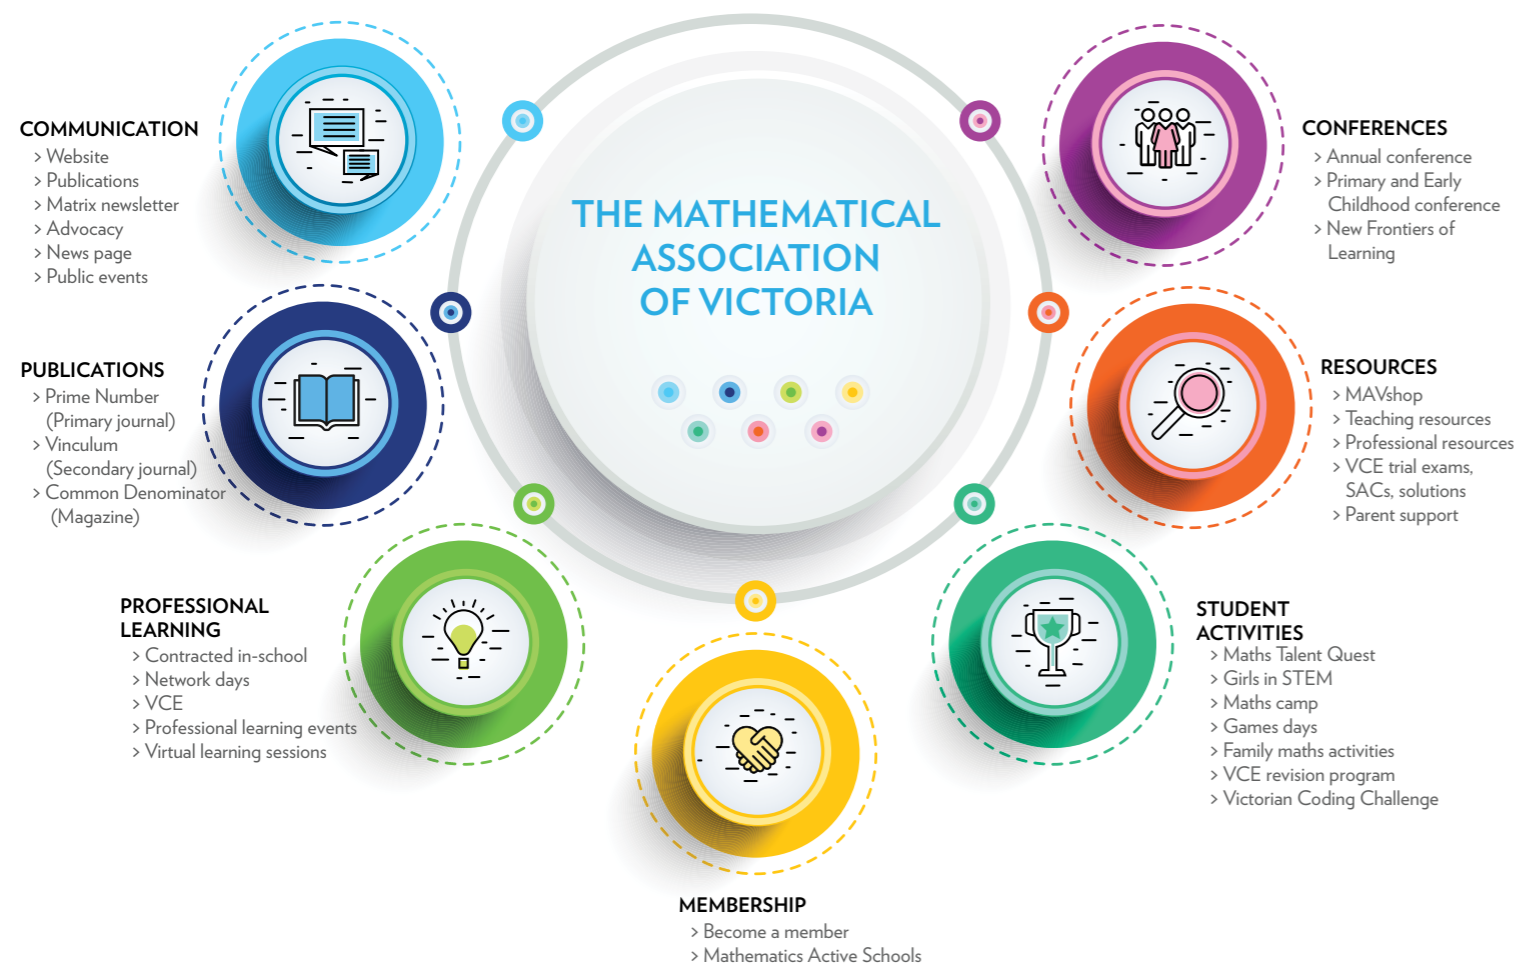 THE MATHEMATICAL
ASSOCIATION
OF VICTORIA
COMMUNICATION
> Website
> Publications
> Matrix newsletter
> Advocacy
> News page
> Public events
PUBLICATIONS
> Prime Number
(Primary journal)
> Vinculum
(Secondary journal)
> Common Denominator
(Magazine)
PROFESSIONAL
LEARNING
> Contracted in-school
> Network days
> VCE
> Professional learning events
> Virtual learning sessions
MEMBERSHIP
> Become a member
> Mathematics Active Schools
STUDENT
ACTIVITIES
> Maths Talent Quest
> Girls in STEM
> Maths camp
> Games days
> Family maths activities
> VCE revision program
> Victorian Coding Challenge
RESOURCES
> MAVshop
> Teaching resources
> Professional resources
> VCE trial exams,
SACs, solutions
> Parent support
CONFERENCES
> Annual conference
> Primary and Early
Childhood conference
> New Frontiers of
Learning